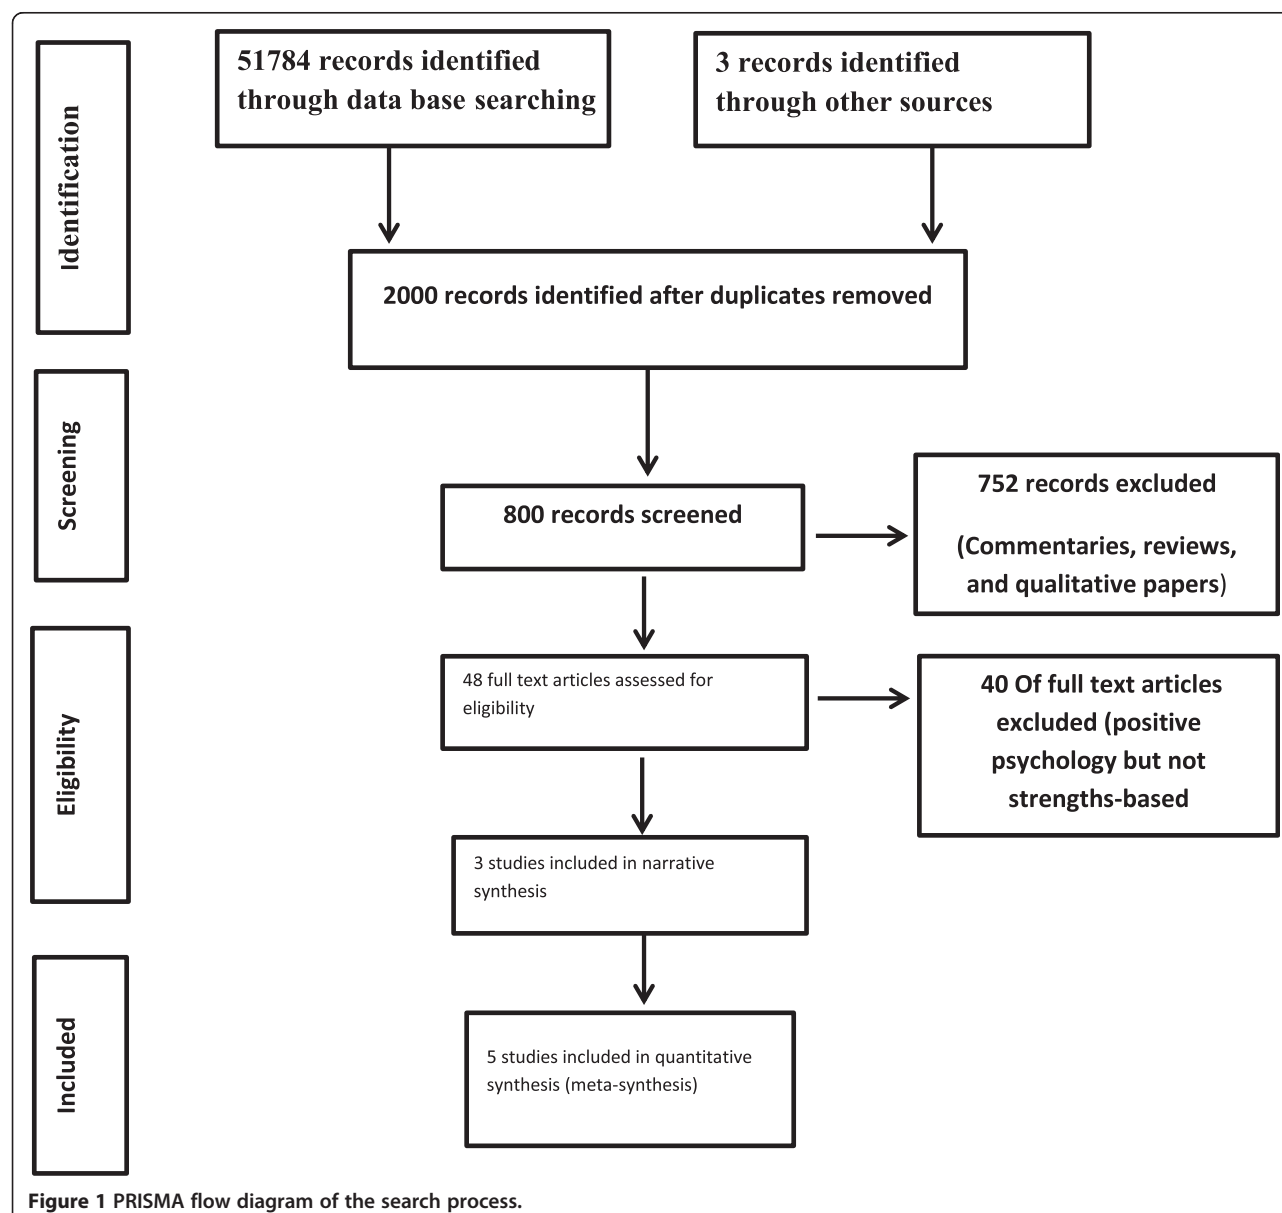 Identification
51784 records identified
through data base searching
3 records identified
through other sources
2000 records identified after duplicates removed
Screening
800 records screened
752 records excluded
(Commentaries, reviews,
and qualitative papers)
Eligibility
48 full text articles assessed for
eligibility
40 Of full text articles
excluded (positive
psychology but not
strengths-based
3 studies included in narrative
synthesis
Included
5 studies included in quantitative
synthesis (meta-synthesis)
Figure 1 PRISMA flow diagram of the search process.